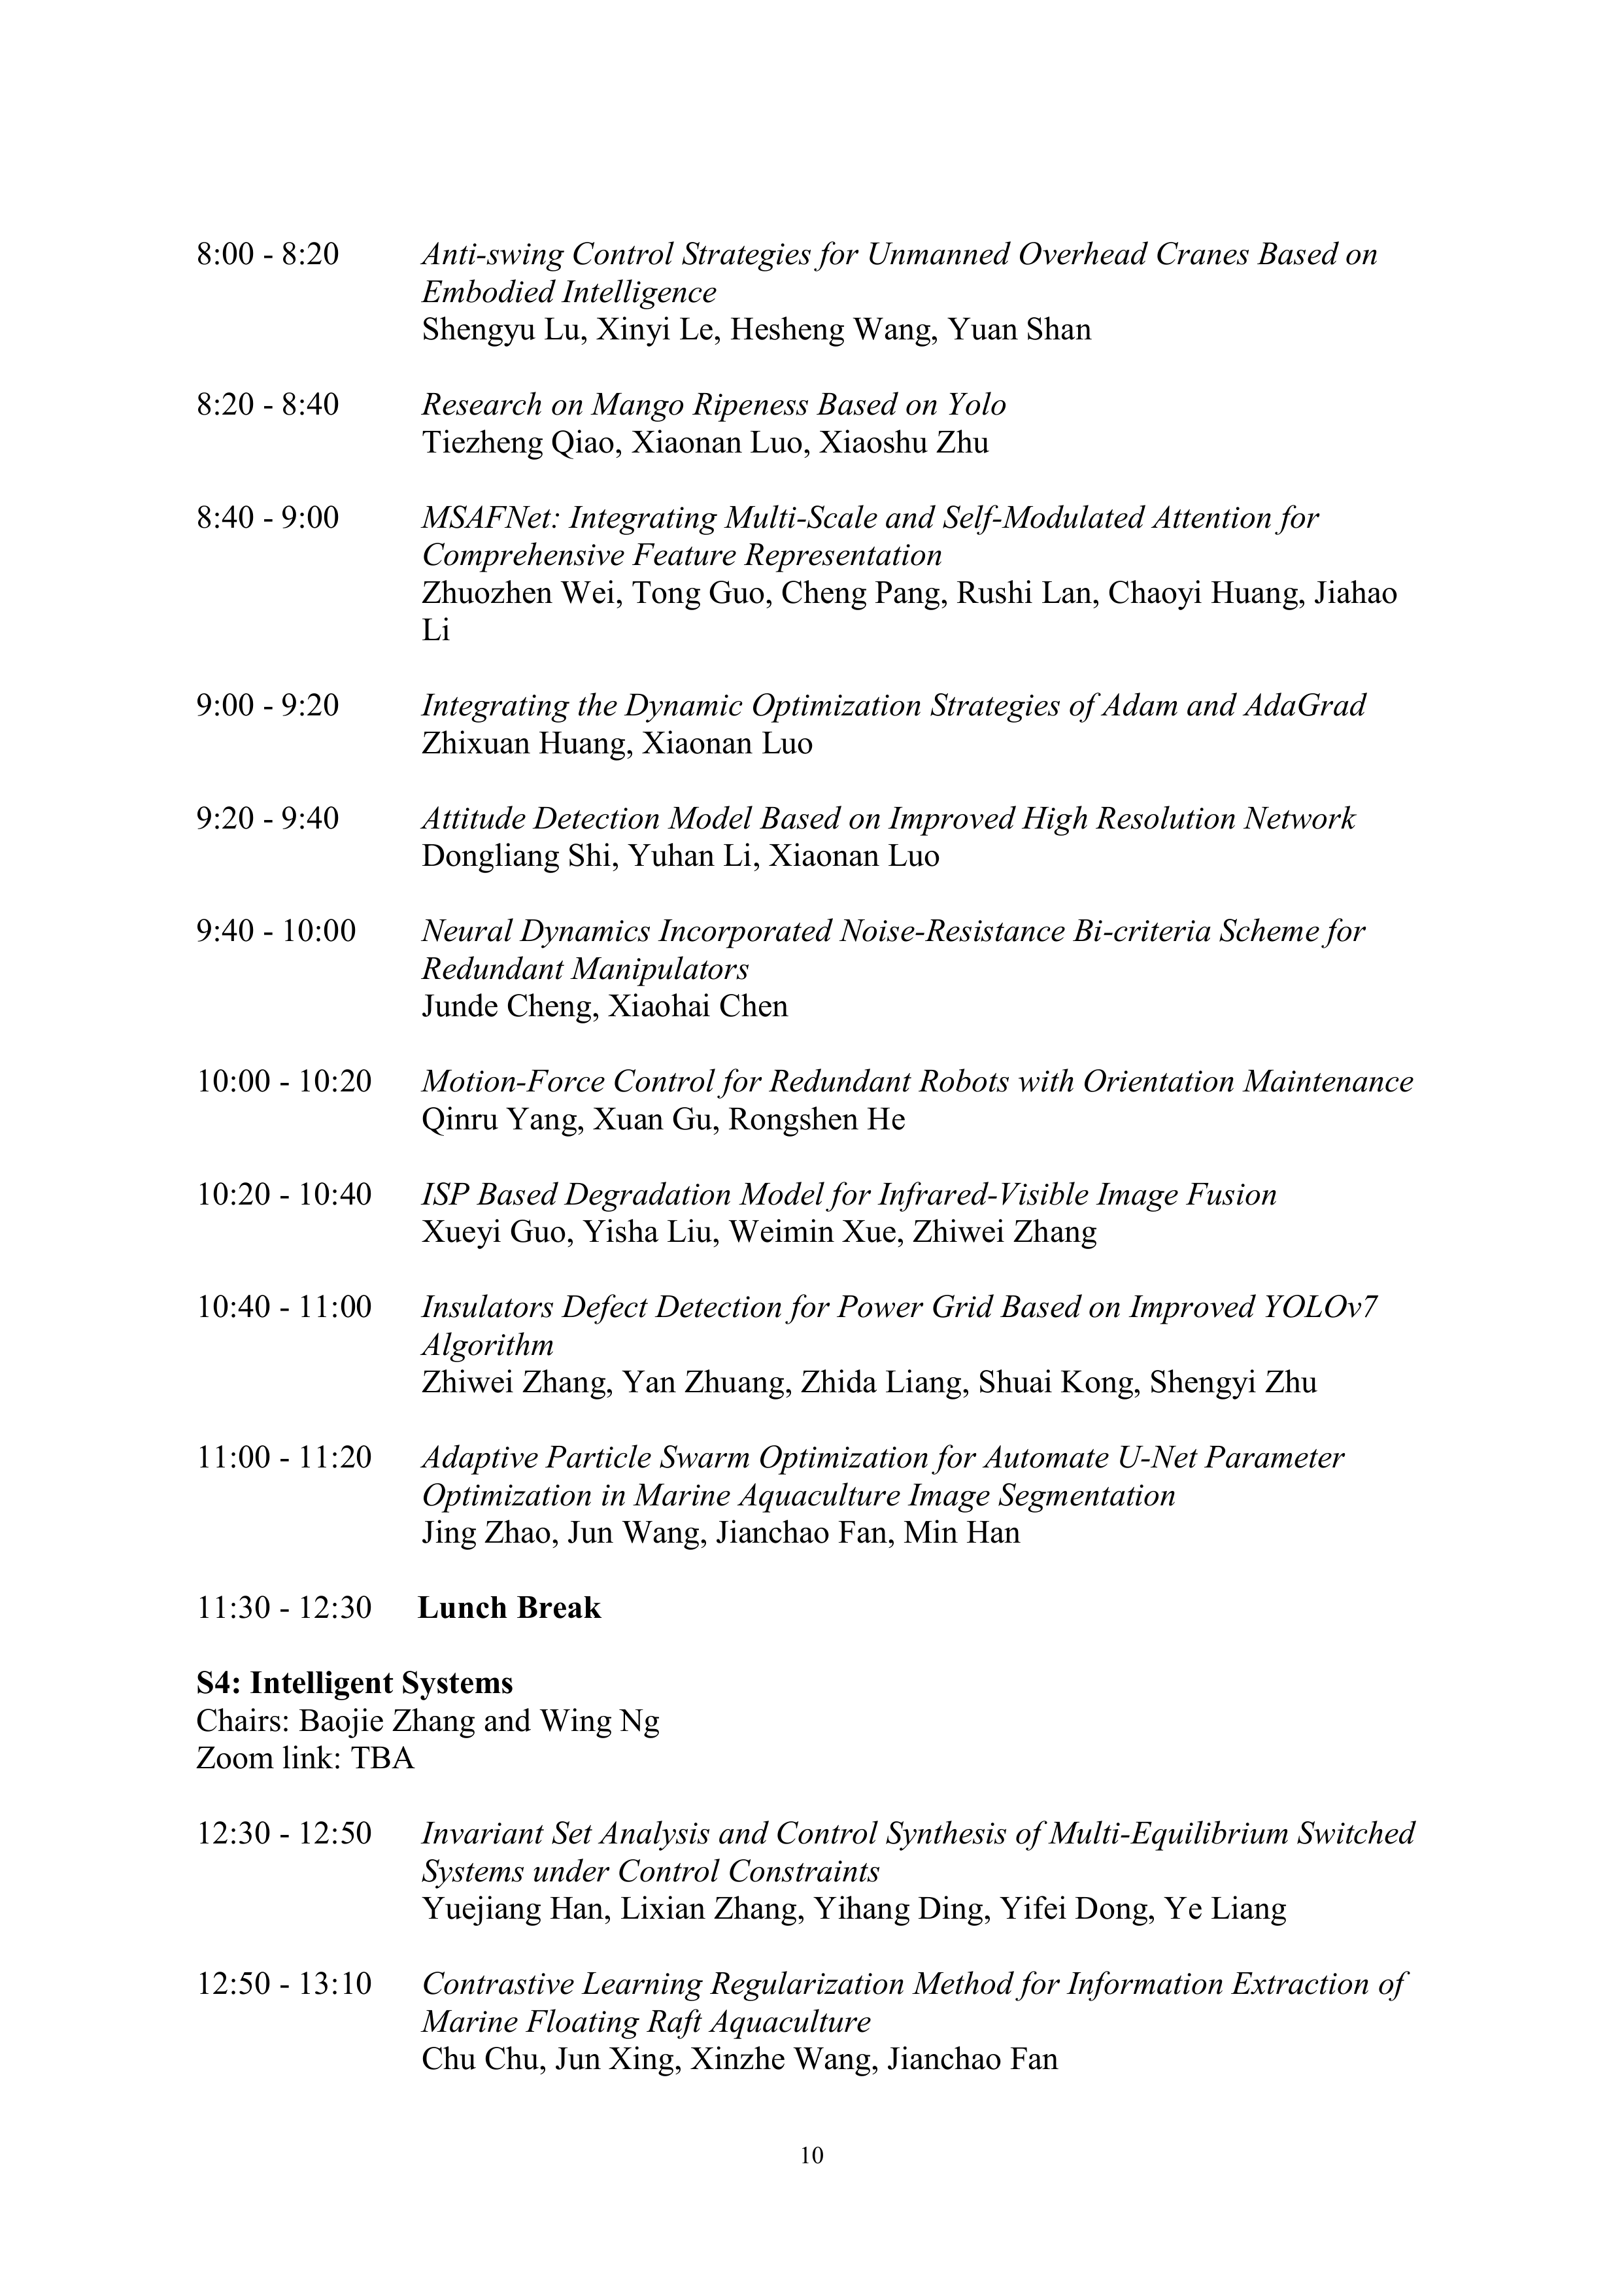 8:00 - 8:20 Anti-swing Control Strategies for Unmanned Overhead Cranes Based on
Embodied Intelligence
Shengyu Lu, Xinyi Le, Hesheng Wang, Yuan Shan
8:20 - 8:40 Research on Mango Ripeness Based on Yolo
Tiezheng Qiao, Xiaonan Luo, Xiaoshu Zhu
8:40 - 9:00 MSAFNet: Integrating Multi-Scale and Self-Modulated Attention for
Comprehensive Feature Representation
Zhuozhen Wei, Tong Guo, Cheng Pang, Rushi Lan, Chaoyi Huang, Jiahao
Li
9:00 - 9:20 Integrating the Dynamic Optimization Strategies of Adam and AdaGrad
Zhixuan Huang, Xiaonan Luo
9:20 - 9:40 Attitude Detection Model Based on Improved High Resolution Network
Dongliang Shi, Yuhan Li, Xiaonan Luo
9:40 - 10:00 Neural Dynamics Incorporated Noise-Resistance Bi-criteria Scheme for
Redundant Manipulators
Junde Cheng, Xiaohai Chen
10:00 - 10:20 Motion-Force Control for Redundant Robots with Orientation Maintenance
Qinru Yang, Xuan Gu, Rongshen He
10:20 - 10:40 ISP Based Degradation Model for Infrared-Visible Image Fusion
Xueyi Guo, Yisha Liu, Weimin Xue, Zhiwei Zhang
10:40 - 11:00 Insulators Defect Detection for Power Grid Based on Improved YOLOv7
Algorithm
Zhiwei Zhang, Yan Zhuang, Zhida Liang, Shuai Kong, Shengyi Zhu
11:00 - 11:20 Adaptive Particle Swarm Optimization for Automate U-Net Parameter
Optimization in Marine Aquaculture Image Segmentation
Jing Zhao, Jun Wang, Jianchao Fan, Min Han
11:30 - 12:30 Lunch Break
S4: Intelligent Systems
Chairs: Baojie Zhang and Wing Ng
Zoom link: TBA
12:30 - 12:50 Invariant Set Analysis and Control Synthesis of Multi-Equilibrium Switched
Systems under Control Constraints
Yuejiang Han, Lixian Zhang, Yihang Ding, Yifei Dong, Ye Liang
12:50 - 13:10 Contrastive Learning Regularization Method for Information Extraction of
Marine Floating Raft Aquaculture
Chu Chu, Jun Xing, Xinzhe Wang, Jianchao Fan
10